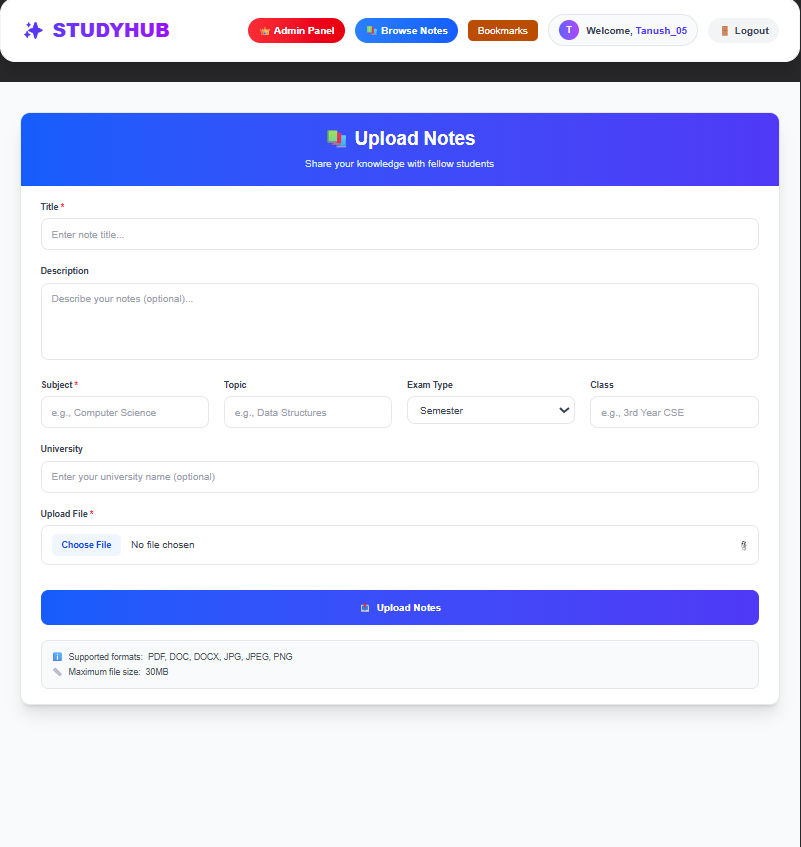 STUDYHUB
Admin Panel
Browse Notes
Bookmarks
T
Welcome, Tanush_05
Logout
Upload Notes
Share your knowledge with fellow students
Title *
Enter note title...
Description
Describe your notes (optional)...
Subject * Topic Exam Type Class
e.g., Computer Science e.g., Data Structures Semester e.g., 3rd Year CSE
University
Enter your university name (optional)
Upload File *
Choose File No file chosen
Upload Notes
Supported formats: PDF, DOC, DOCX, JPG, JPEG, PNG
Maximum file size: 30MB